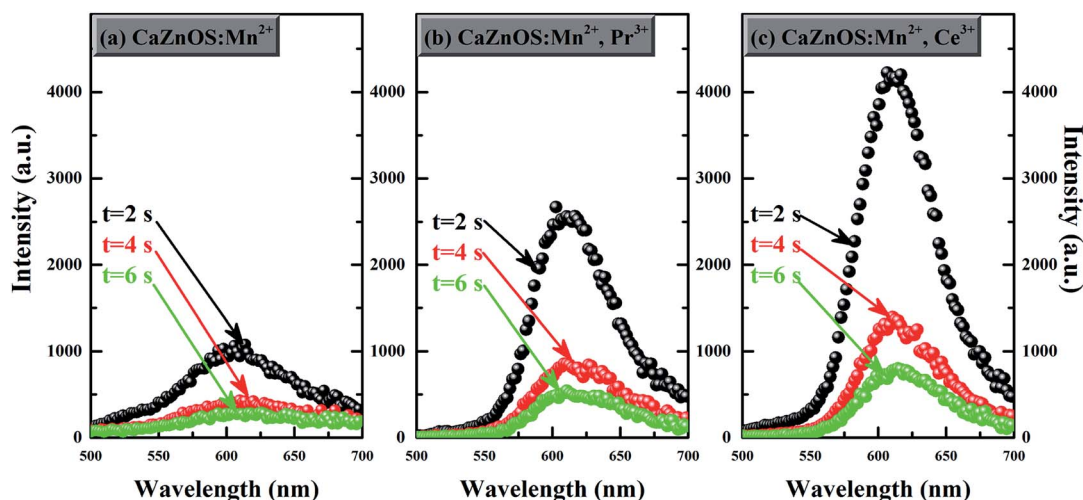 (a) CaZnOS:Mn²⁺
(b) CaZnOS:Mn²⁺, Pr³⁺
(c) CaZnOS:Mn²⁺, Ce³⁺
Intensity (a.u.)
4000
3000
2000
1000
0
t=2 s
t=4 s
t=6 s
500 550 600 650 700
Wavelength (nm)
4000
3000
2000
1000
0
t=2 s
t=4 s
t=6 s
500 550 600 650 700
Wavelength (nm)
4000
3000
2000
1000
0
t=2 s
t=4 s
t=6 s
500 550 600 650 700
Wavelength (nm)
4000
3000
2000
1000
0
Intensity (a.u.)